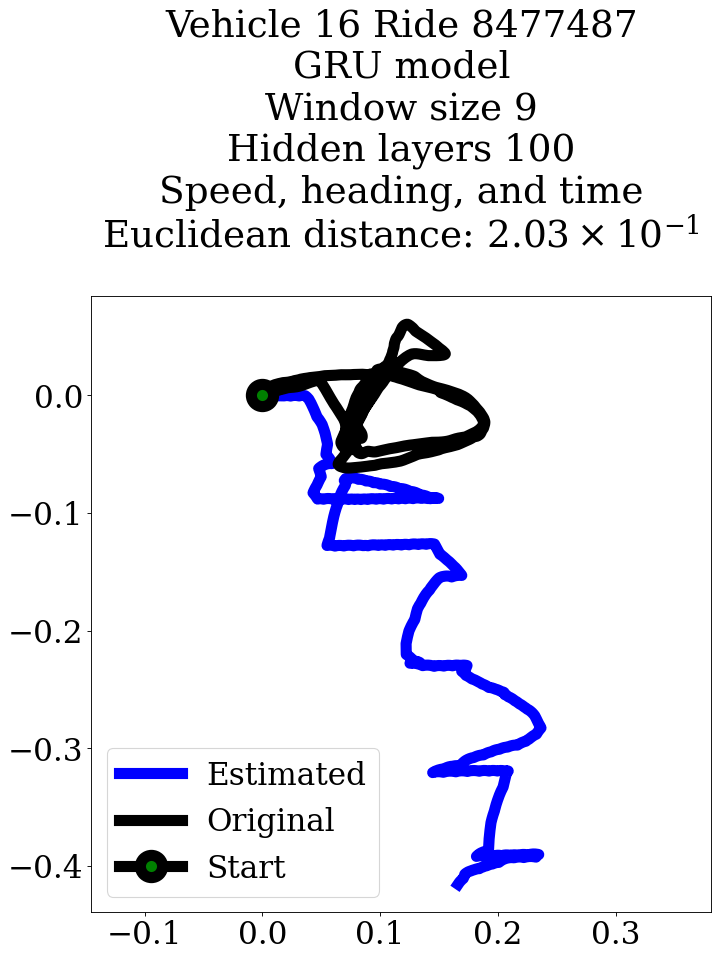 Vehicle 16 Ride 8477487
GRU model
Window size 9
Hidden layers 100
Speed, heading, and time
Euclidean distance: 2.03 × 10⁻¹
0.0
−0.1
−0.2
−0.3
−0.4
Estimated
Original
Start
−0.1 0.0 0.1 0.2 0.3